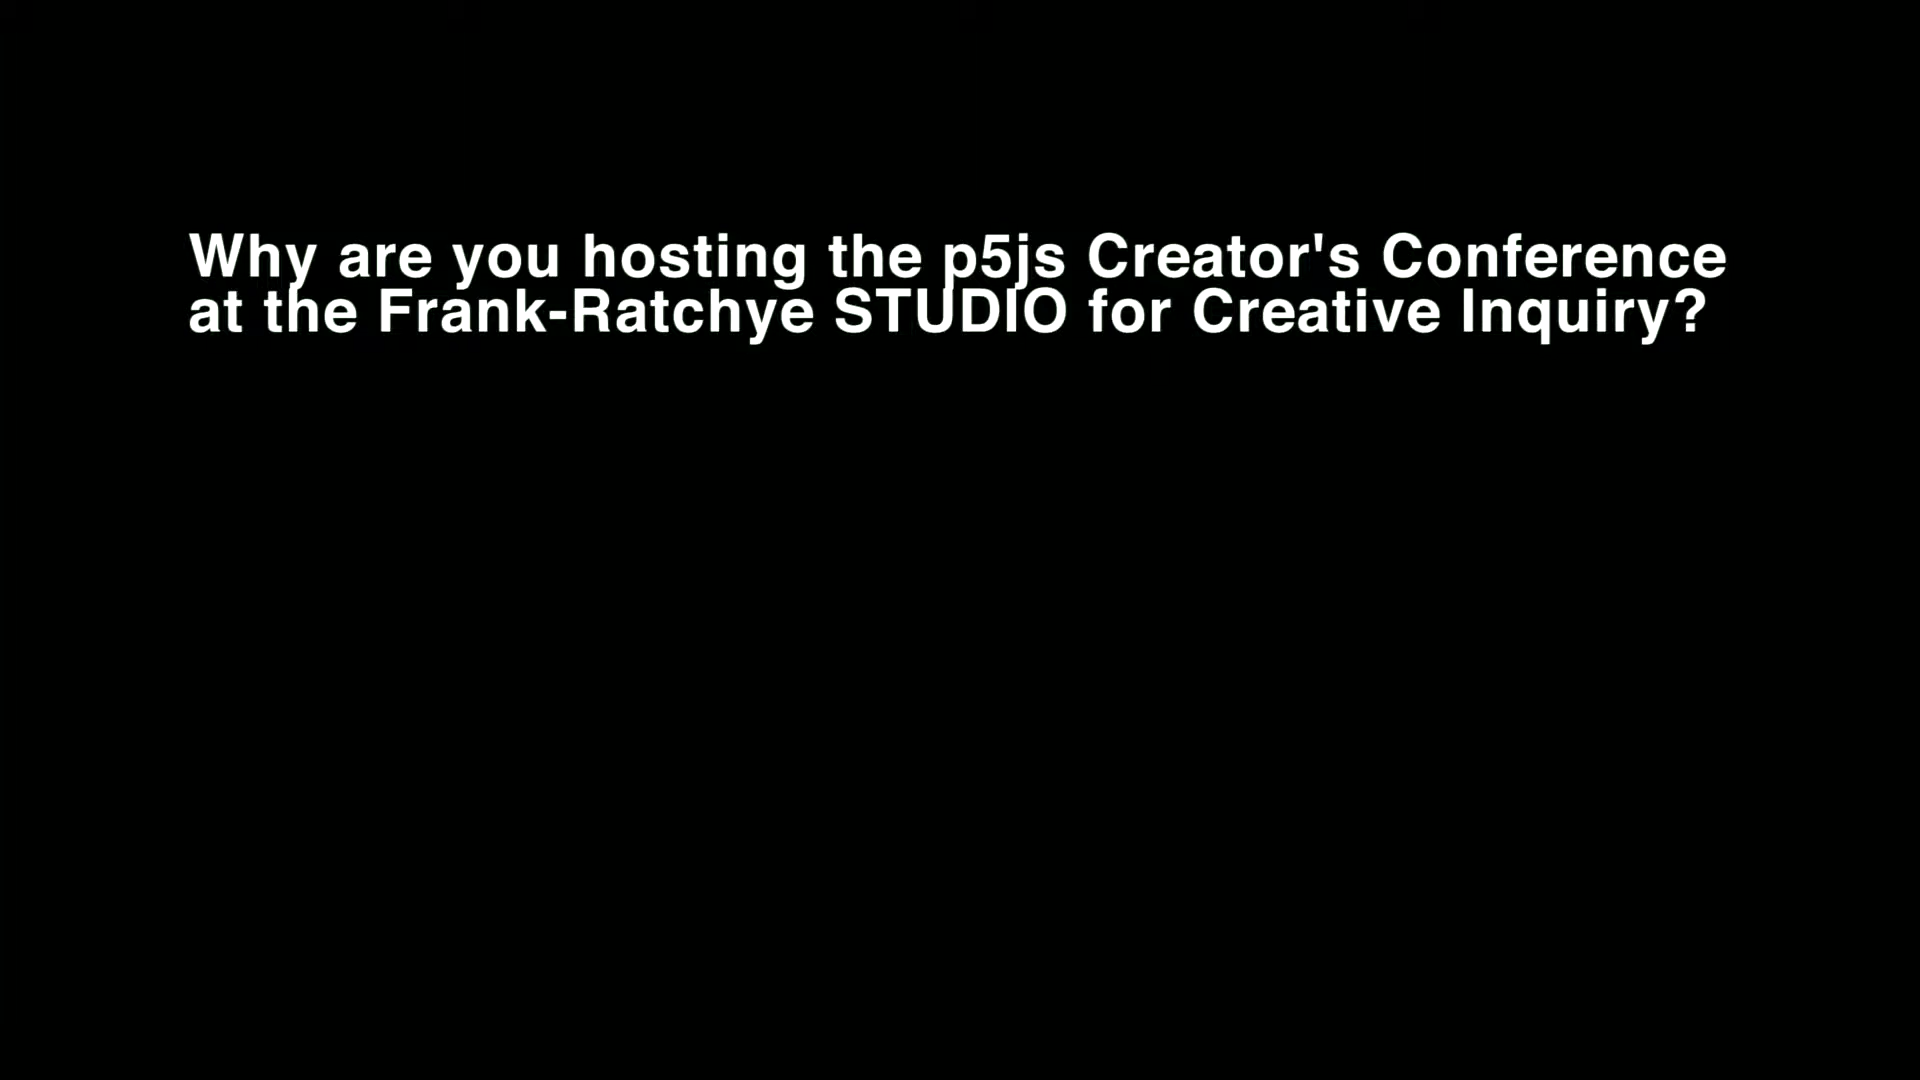 Why are you hosting the p5js Creator's Conference
at the Frank-Ratchye STUDIO for Creative Inquiry?